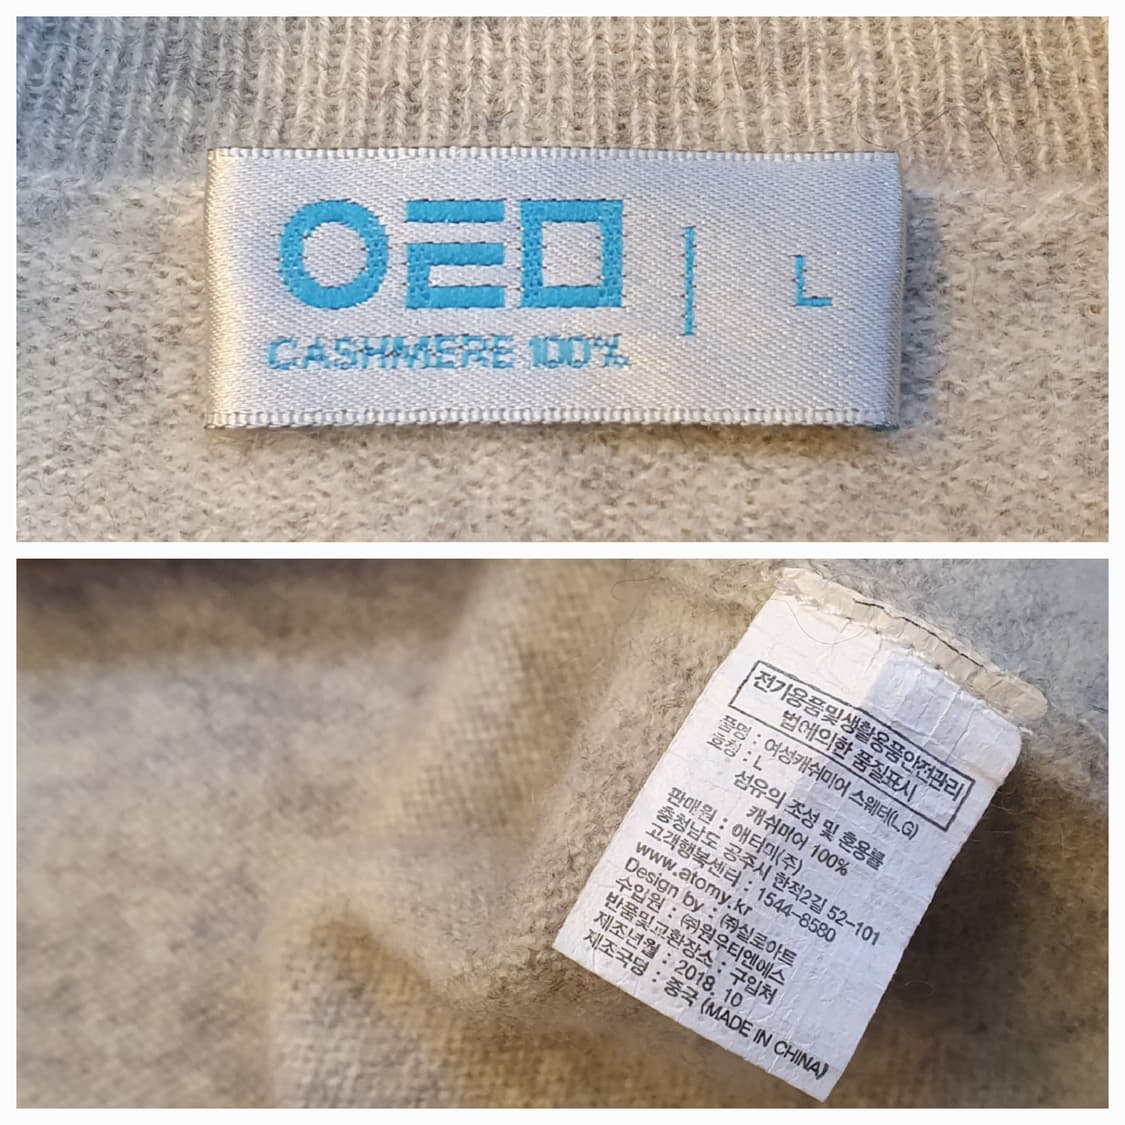 으ㄹㅁ
CASHMERE 100%
L
전기용품및생활용품안전관리
법에의한 품질표시
품명 : 여성캐쉬미어 스웨터(LG)
호칭 : L
섬유의 조성 및 혼용률
캐쉬미어 100%
판매원 : 애터미(주)
충청남도 공주시 한적2길 52-101
고객행복센터 : 1544-8580
www.atomy.kr
Design by : ㈜실로아트
수입원 : ㈜원우티엔에스
반품및교환장소 : 구입처
제조년월 : 2018. 10
제조국명 : 중국 (MADE IN CHINA)